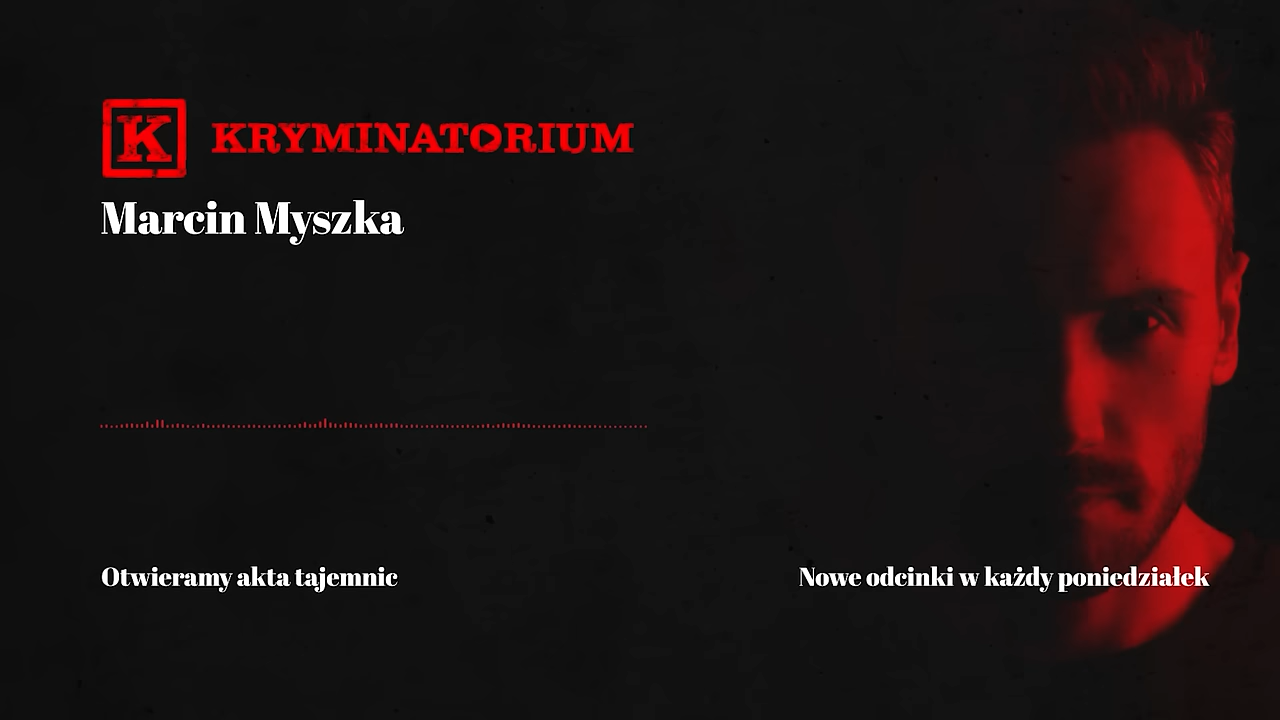 K KRYMINATORIUM
Marcin Myszka
Otwieramy akta tajemnic
Nowe odcinki w każdy poniedziałek